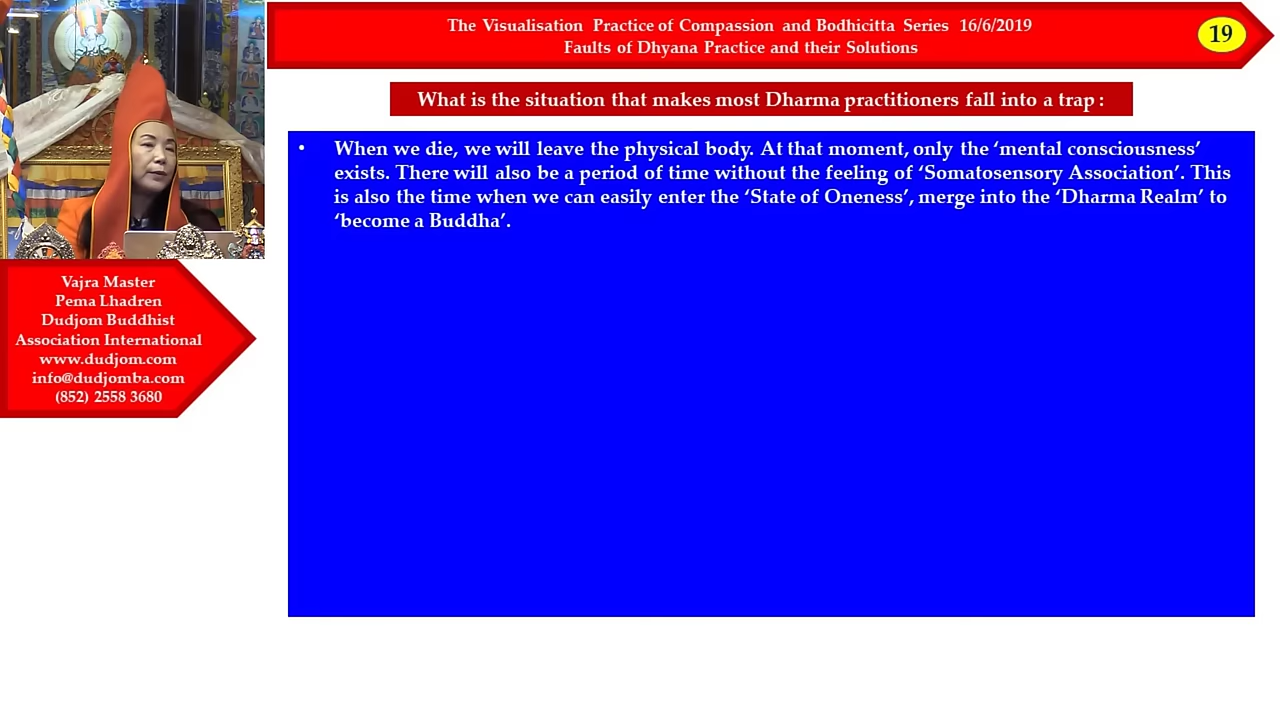 The Visualisation Practice of Compassion and Bodhicitta Series 16/6/2019
Faults of Dhyana Practice and their Solutions
19
What is the situation that makes most Dharma practitioners fall into a trap :
• When we die, we will leave the physical body. At that moment, only the ‘mental consciousness’
exists. There will also be a period of time without the feeling of ‘Somatosensory Association’. This
is also the time when we can easily enter the ‘State of Oneness’, merge into the ‘Dharma Realm’ to
‘become a Buddha’.
Vajra Master
Pema Lhadren
Dudjom Buddhist
Association International
www.dudjom.com
info@dudjomba.com
(852) 2558 3680